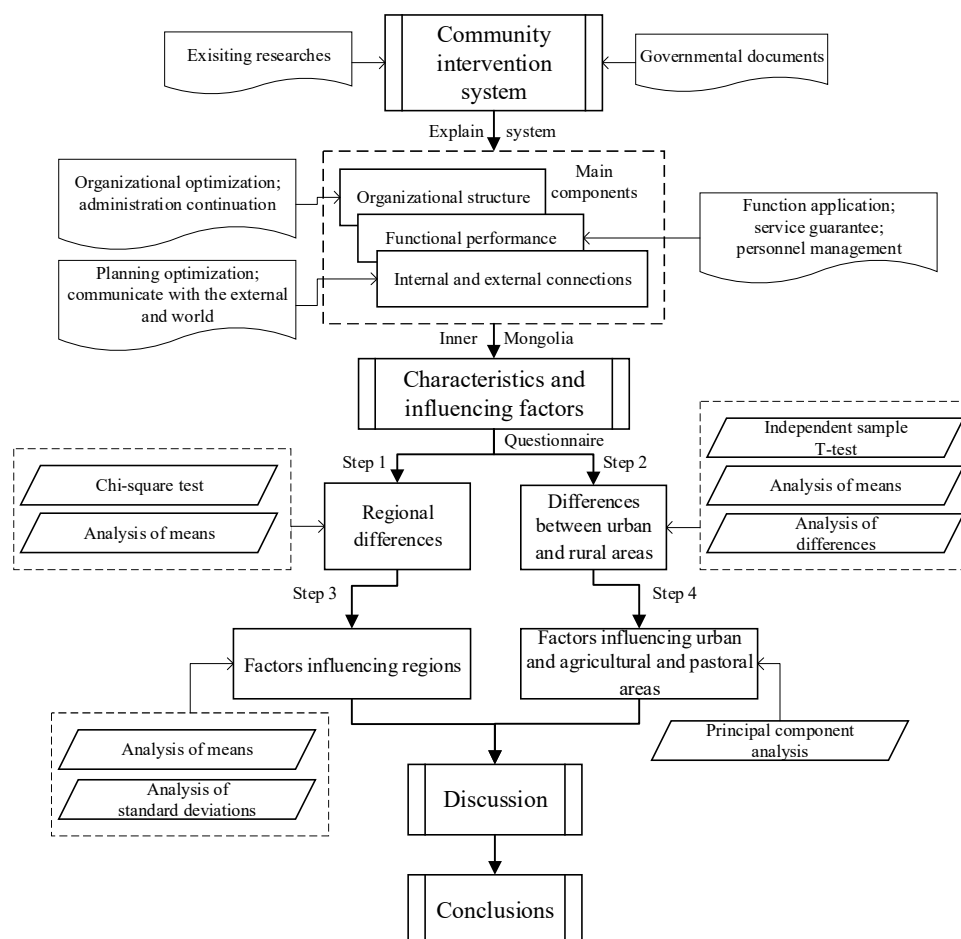 Community
intervention
system
Exisiting researches
Governmental documents
Explain system
Main
components
Organizational optimization;
administration continuation
Organizational structure
Functional performance
Internal and external connections
Function application;
service guarantee;
personnel management
Planning optimization;
communicate with the external
and world
Inner Mongolia
Characteristics and
influencing factors
Questionnaire
Step 1
Step 2
Chi-square test
Analysis of means
Regional
differences
Differences
between urban
and rural areas
Independent sample
T-test
Analysis of means
Analysis of
differences
Step 3
Step 4
Factors influencing regions
Factors influencing urban
and agricultural and pastoral
areas
Analysis of means
Analysis of
standard deviations
Principal component
analysis
Discussion
Conclusions